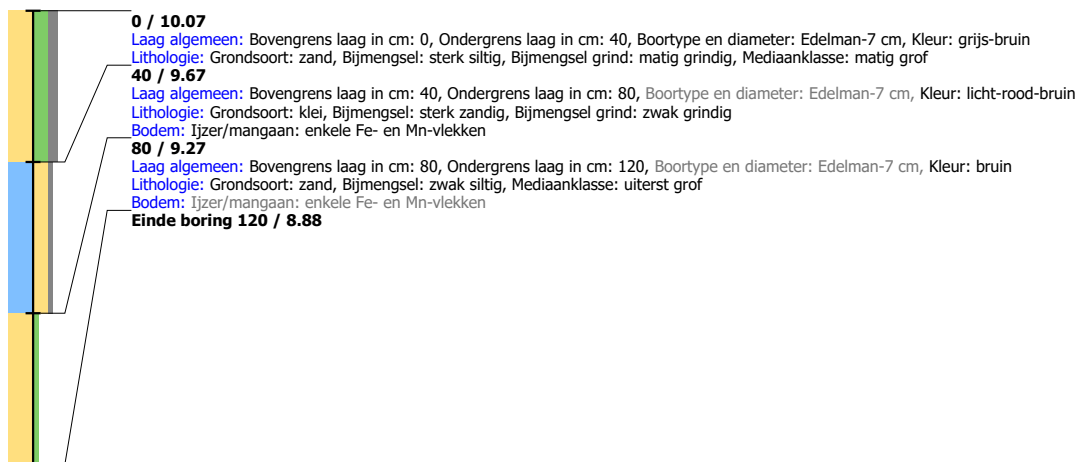 0 / 10.07
Laag algemeen: Bovengrens laag in cm: 0, Ondergrens laag in cm: 40, Boortype en diameter: Edelman-7 cm, Kleur: grijs-bruin
Lithologie: Grondsoort: zand, Bijmengsel: sterk siltig, Bijmengsel grind: matig grindig, Mediaanklasse: matig grof
40 / 9.67
Laag algemeen: Bovengrens laag in cm: 40, Ondergrens laag in cm: 80, Boortype en diameter: Edelman-7 cm, Kleur: licht-rood-bruin
Lithologie: Grondsoort: klei, Bijmengsel: sterk zandig, Bijmengsel grind: zwak grindig
Bodem: Ijzer/mangaan: enkele Fe- en Mn-vlekken
80 / 9.27
Laag algemeen: Bovengrens laag in cm: 80, Ondergrens laag in cm: 120, Boortype en diameter: Edelman-7 cm, Kleur: bruin
Lithologie: Grondsoort: zand, Bijmengsel: zwak siltig, Mediaanklasse: uiterst grof
Bodem: Ijzer/mangaan: enkele Fe- en Mn-vlekken
Einde boring 120 / 8.88